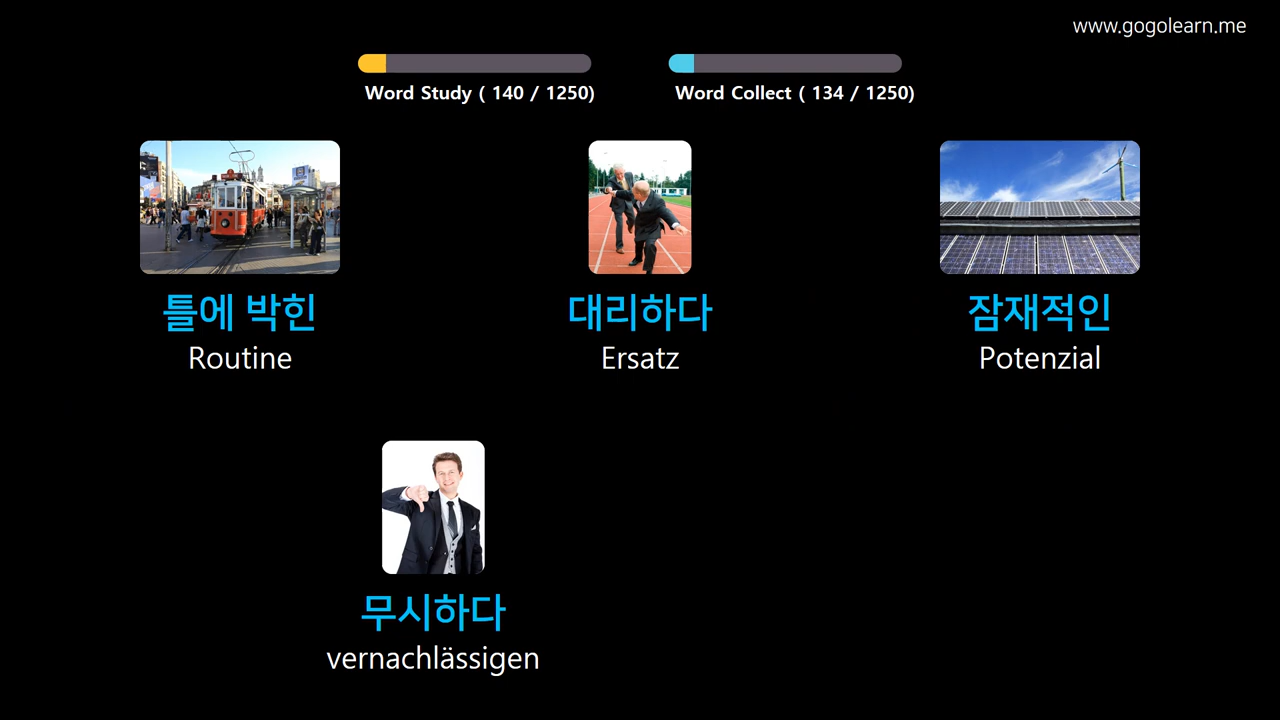 www.gogolearn.me
Word Study ( 140 / 1250)
Word Collect ( 134 / 1250)
틀에 박힌
Routine
대리하다
Ersatz
잠재적인
Potenzial
무시하다
vernachlässigen